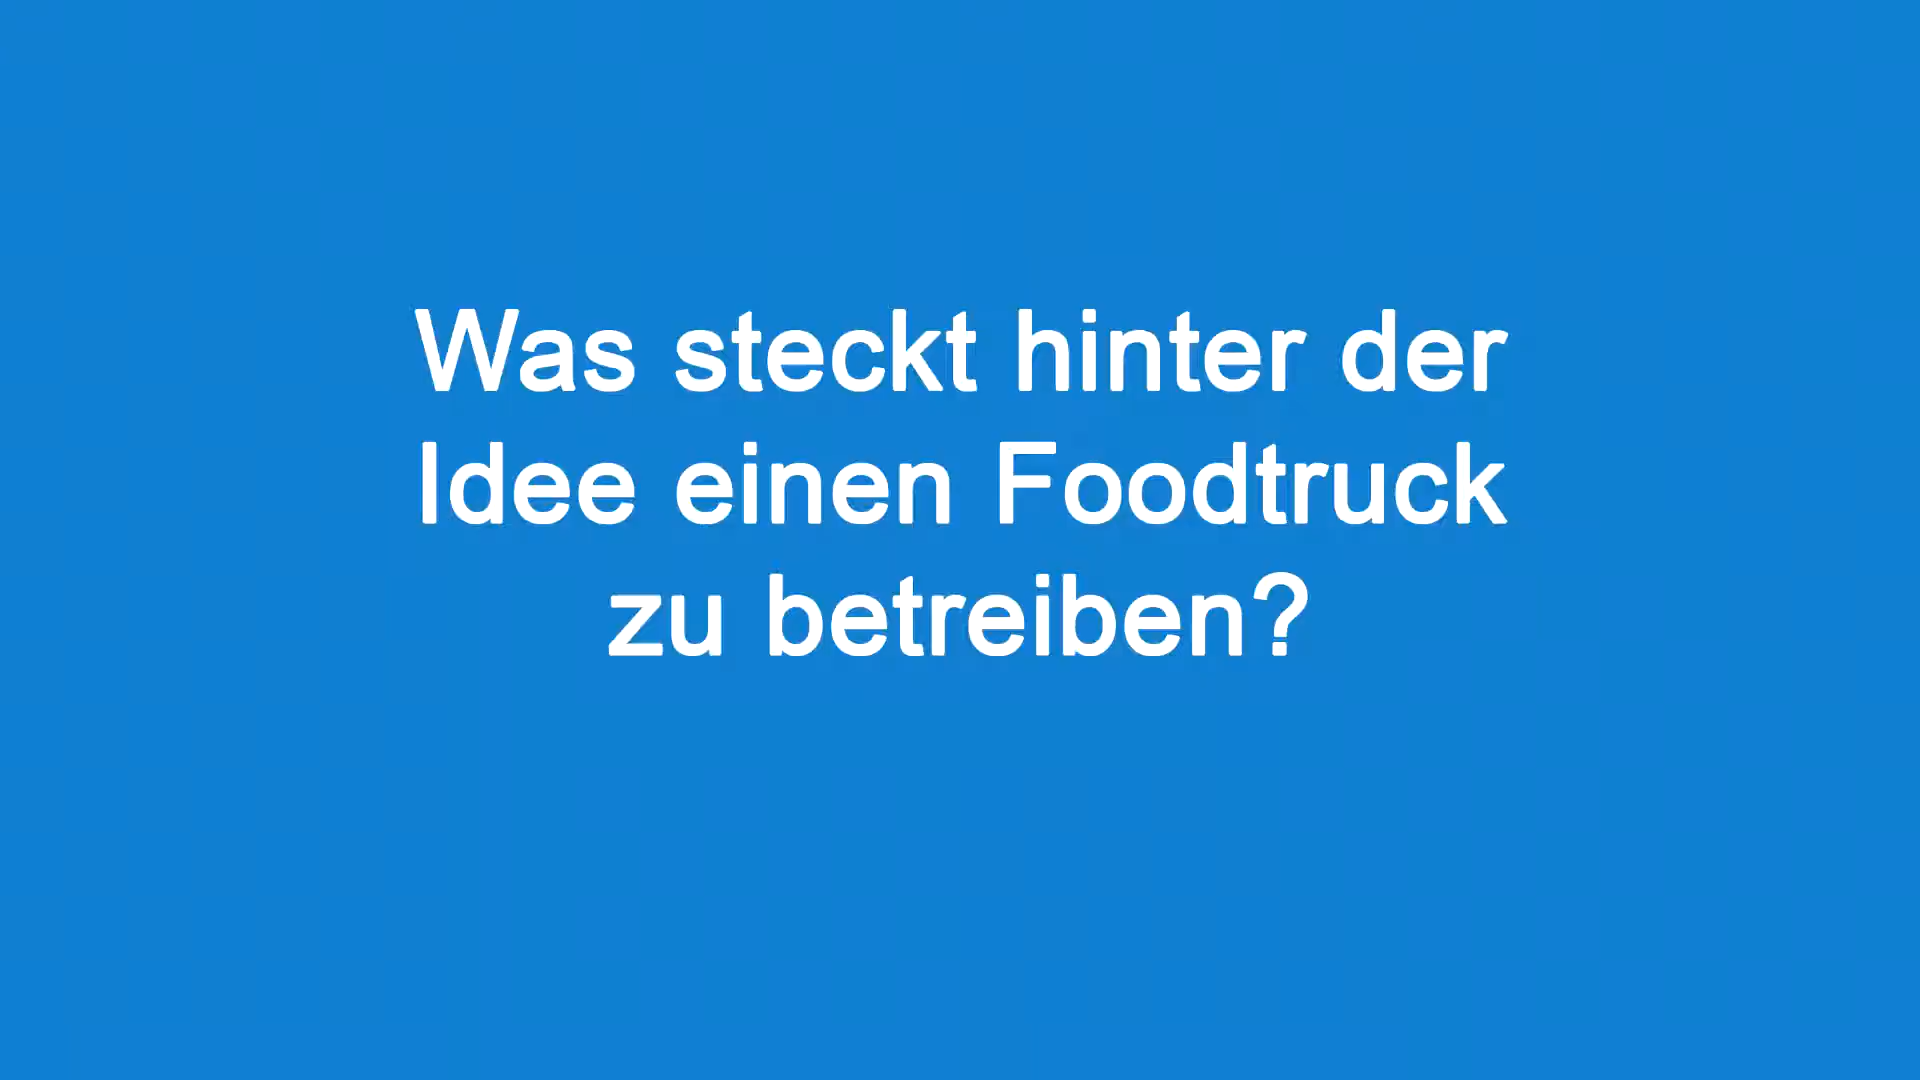 Was steckt hinter der
Idee einen Foodtruck
zu betreiben?